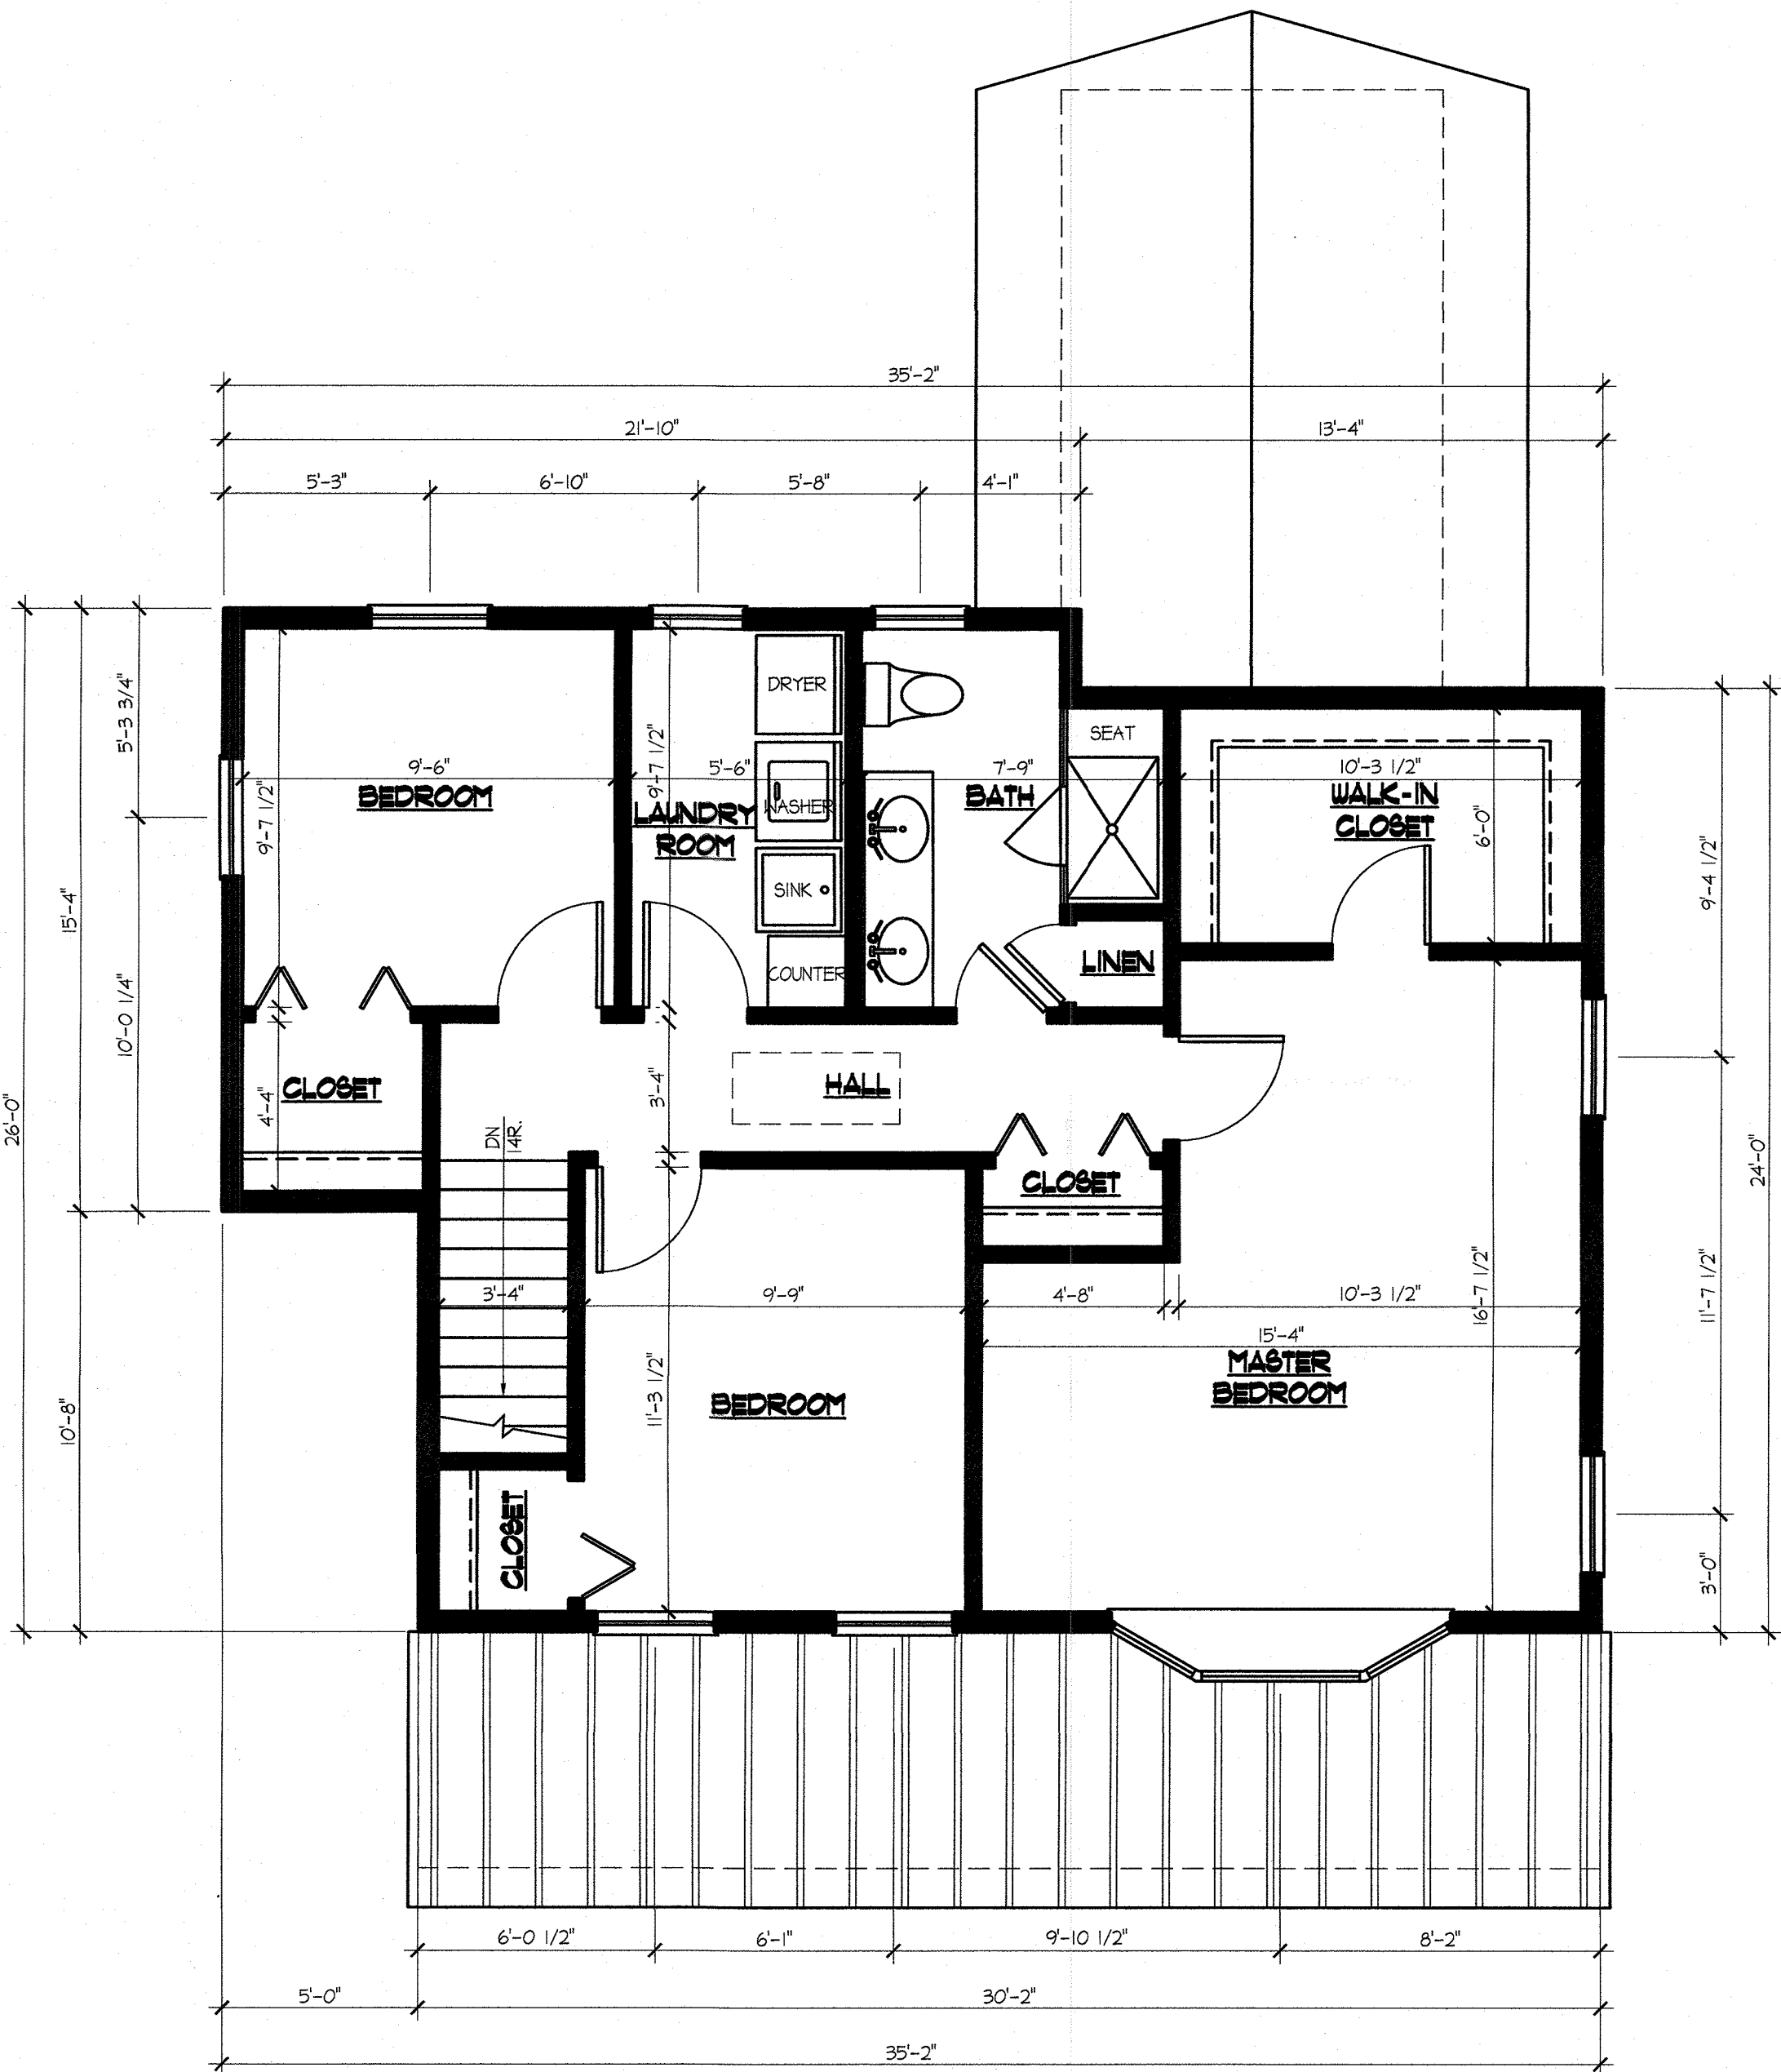 35'-2"
21'-10"
13'-4"
5'-3"
6'-10"
5'-8"
4'-1"
26'-0"
15'-4"
5'-3 3/4"
10'-0 1/4"
10'-8"
9'-6"
9'-7 1/2"
BEDROOM
9'-7 1/2"
5'-6"
LAUNDRY
ROOM
DRYER
WASHER
SINK
COUNTER
7'-9"
BATH
SEAT
LINEN
10'-3 1/2"
WALK-IN
CLOSET
6'-0"
9'-4 1/2"
24'-0"
11'-7 1/2"
3'-0"
CLOSET
4'-4"
DN
14R.
3'-4"
HALL
CLOSET
3'-4"
9'-9"
4'-8"
10'-3 1/2"
16'-7 1/2"
15'-4"
MASTER
BEDROOM
11'-3 1/2"
BEDROOM
CLOSET
6'-0 1/2"
6'-1"
9'-10 1/2"
8'-2"
5'-0"
30'-2"
35'-2"